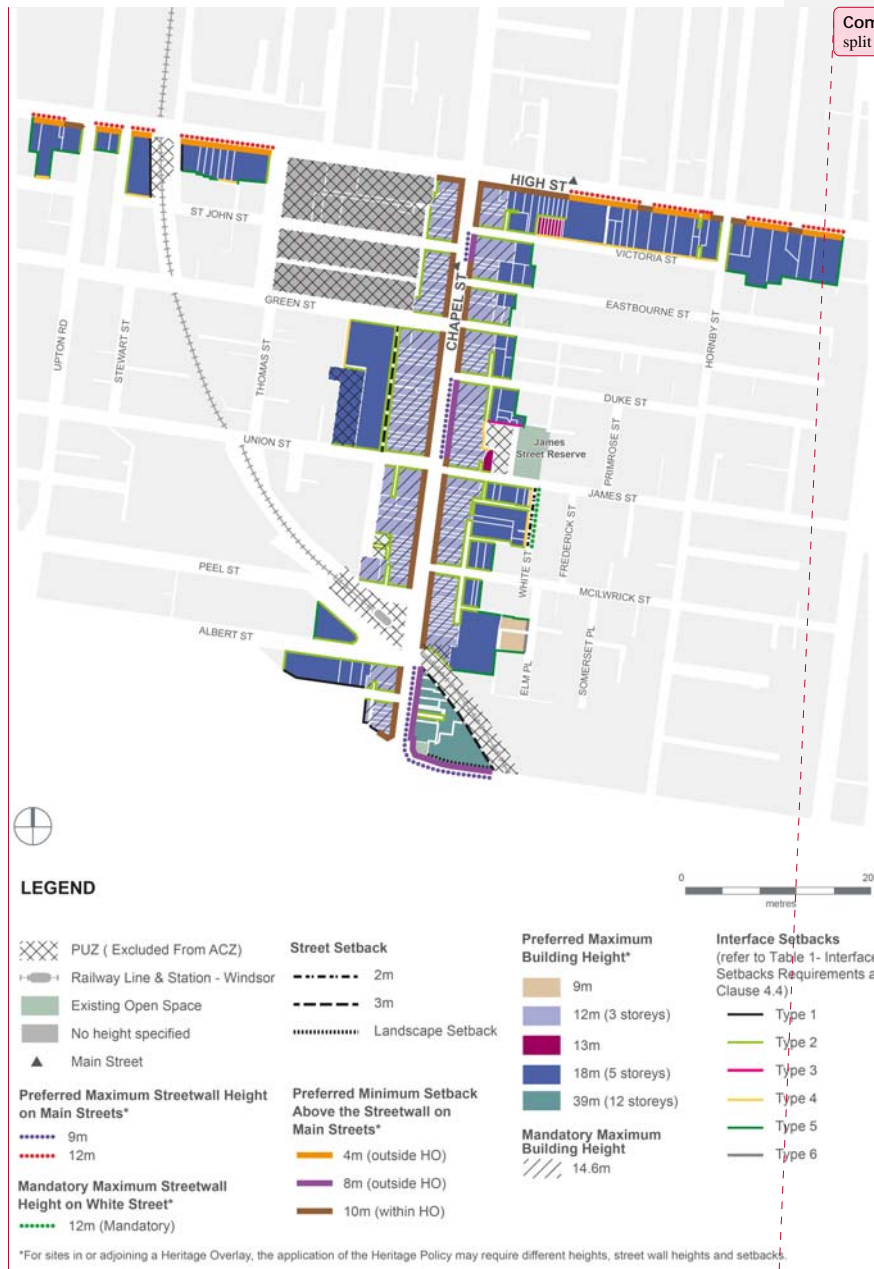 Com
split
HIGH ST
ST JOHN ST
VICTORIA ST
CHAPEL ST
GREEN ST
EASTBOURNE ST
HORNBY ST
UPTON RD
STEWART ST
THOMAS ST
DUKE ST
UNION ST
James
Street Reserve
PRIMROSE ST
JAMES ST
FREDERICK ST
WHITE ST
PEEL ST
MCILWRICK ST
ALBERT ST
ELM PL
SOMERSET PL
LEGEND
0
20
metres
PUZ ( Excluded From ACZ)
Railway Line & Station - Windsor
Existing Open Space
No height specified
Main Street
Preferred Maximum Streetwall Height
on Main Streets*
9m
12m
Mandatory Maximum Streetwall
Height on White Street*
12m (Mandatory)
Street Setback
2m
3m
Landscape Setback
Preferred Minimum Setback
Above the Streetwall on
Main Streets*
4m (outside HO)
8m (outside HO)
10m (within HO)
Preferred Maximum
Building Height*
9m
12m (3 storeys)
13m
18m (5 storeys)
39m (12 storeys)
Mandatory Maximum
Building Height
14.6m
Interface Setbacks
(refer to Table 1- Interface
Setbacks Requirements a
Clause 4.4)
Type 1
Type 2
Type 3
Type 4
Type 5
Type 6
*For sites in or adjoining a Heritage Overlay, the application of the Heritage Policy may require different heights, street wall heights and setbacks.